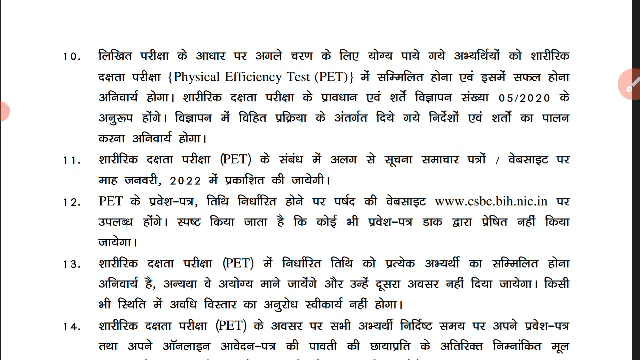 10. लिखित परीक्षा के आधार पर अगले चरण के लिए योग्य पाये गये अभ्यर्थियों को शारीरिक
दक्षता परीक्षा {Physical Efficiency Test (PET)} में सम्मिलित होना एवं इसमें सफल होना
अनिवार्य होगा। शारीरिक दक्षता परीक्षा के प्रावधान एवं शर्ते विज्ञापन संख्या 05/2020 के
अनुरूप होंगे। विज्ञापन में विहित प्रक्रिया के अंतर्गत दिये गये निर्देशों एवं शर्तो का पालन
करना अनिवार्य होगा।
11. शारीरिक दक्षता परीक्षा (PET) के संबंध में अलग से सूचना समाचार पत्रों / वेबसाइट पर
माह जनवरी, 2022 में प्रकाशित की जायेगी।
12. PET के प्रवेश-पत्र, तिथि निर्धारित होने पर पर्षद की वेबसाइट www.csbc.bih.nic.in पर
उपलब्ध होंगे। स्पष्ट किया जाता है कि कोई भी प्रवेश-पत्र डाक द्वारा प्रेषित नहीं किया
जायेगा।
13. शारीरिक दक्षता परीक्षा (PET) में निर्धारित तिथि को प्रत्येक अभ्यर्थी का सम्मिलित होना
अनिवार्य है, अन्यथा वे अयोग्य माने जायेंगे और उन्हें दूसरा अवसर नहीं दिया जायेगा। किसी
भी स्थिति में अवधि विस्तार का अनुरोध स्वीकार्य नहीं होगा।
14. शारीरिक दक्षता परीक्षा (PET) के अवसर पर सभी अभ्यर्थी निर्दिष्ट समय पर अपने प्रवेश-पत्र
तथा अपने ऑनलाइन आवेदन-पत्र की पावती की छायाप्रति के अतिरिक्त निम्नांकित मूल